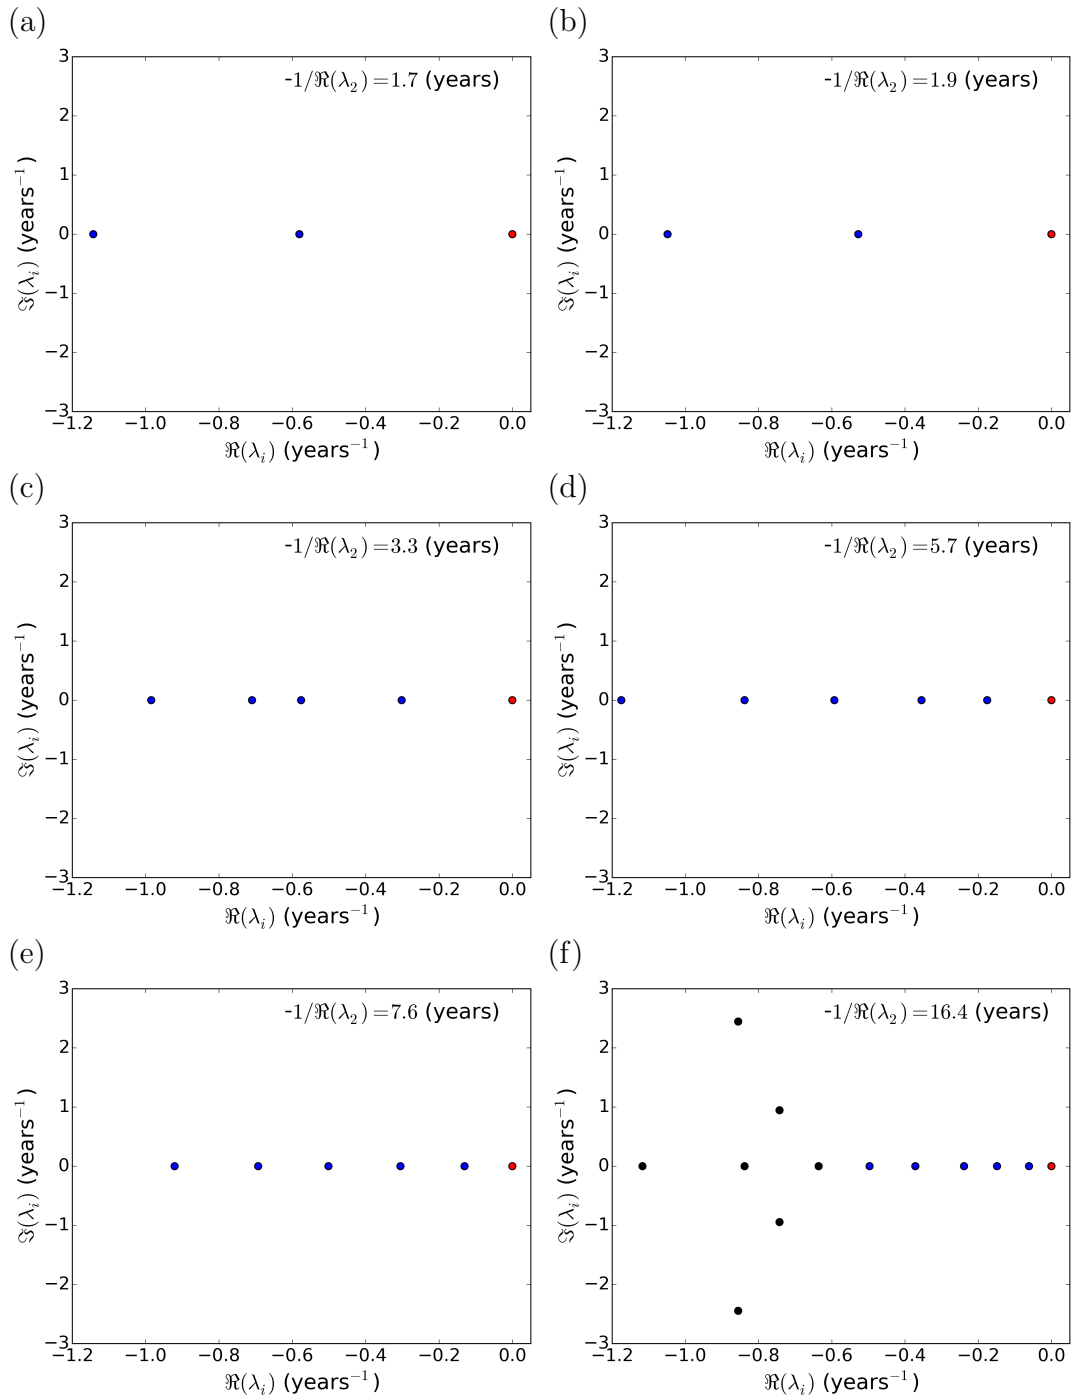 (a)
-1/ℜ(λ₂)=1.7 (years)
3
2
1
0
−1
−2
−3
ℑ(λᵢ) (years⁻¹)
−1.2 −1.0 −0.8 −0.6 −0.4 −0.2 0.0
ℜ(λᵢ) (years⁻¹)
(b)
-1/ℜ(λ₂)=1.9 (years)
3
2
1
0
−1
−2
−3
ℑ(λᵢ) (years⁻¹)
−1.2 −1.0 −0.8 −0.6 −0.4 −0.2 0.0
ℜ(λᵢ) (years⁻¹)
(c)
-1/ℜ(λ₂)=3.3 (years)
3
2
1
0
−1
−2
−3
ℑ(λᵢ) (years⁻¹)
−1.2 −1.0 −0.8 −0.6 −0.4 −0.2 0.0
ℜ(λᵢ) (years⁻¹)
(d)
-1/ℜ(λ₂)=5.7 (years)
3
2
1
0
−1
−2
−3
ℑ(λᵢ) (years⁻¹)
−1.2 −1.0 −0.8 −0.6 −0.4 −0.2 0.0
ℜ(λᵢ) (years⁻¹)
(e)
-1/ℜ(λ₂)=7.6 (years)
3
2
1
0
−1
−2
−3
ℑ(λᵢ) (years⁻¹)
−1.2 −1.0 −0.8 −0.6 −0.4 −0.2 0.0
ℜ(λᵢ) (years⁻¹)
(f)
-1/ℜ(λ₂)=16.4 (years)
3
2
1
0
−1
−2
−3
ℑ(λᵢ) (years⁻¹)
−1.2 −1.0 −0.8 −0.6 −0.4 −0.2 0.0
ℜ(λᵢ) (years⁻¹)